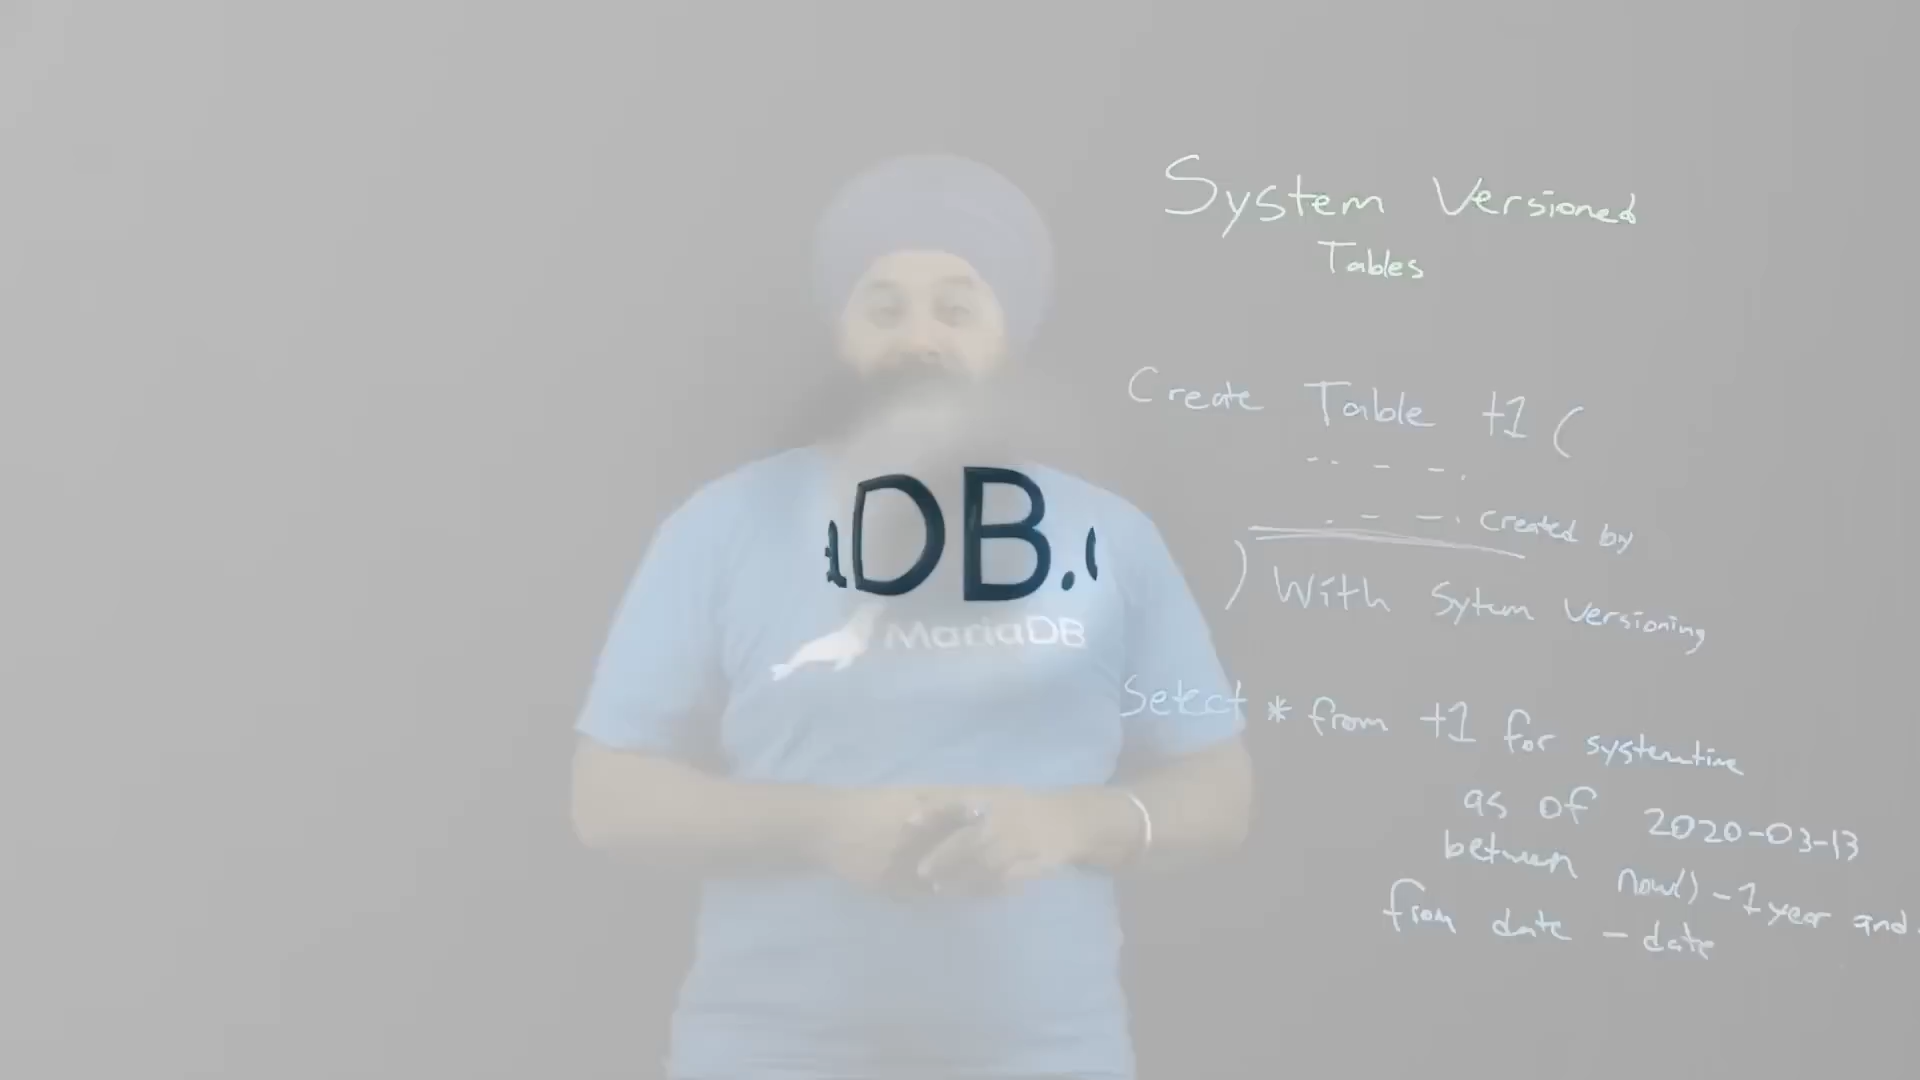 System Versioned
Tables
Create Table t1 (
created by
) With Sytem Versioning
Select * from t1 for systemtime
as of 2020-03-13
between now() - 1 year and
from date - date
aDB.
MariaDB